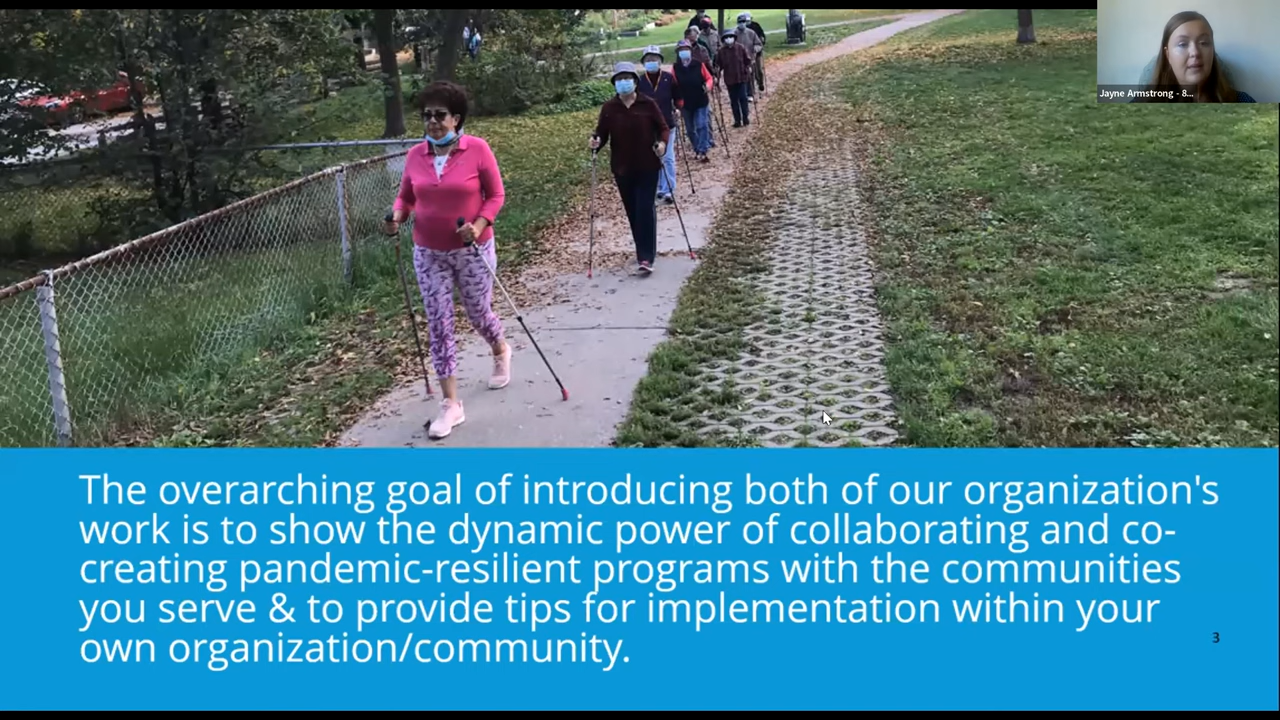 Jayne Armstrong - 8...
The overarching goal of introducing both of our organization's
work is to show the dynamic power of collaborating and co-
creating pandemic-resilient programs with the communities
you serve & to provide tips for implementation within your
own organization/community.
3